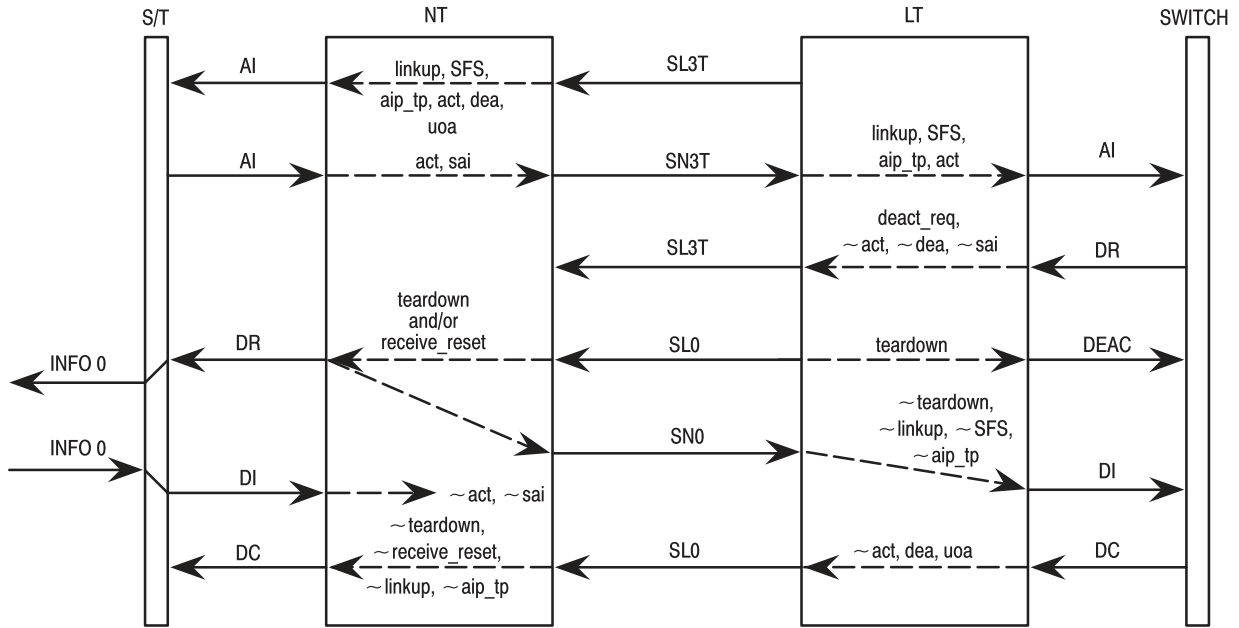 S/T
NT
LT
SWITCH
AI
linkup, SFS,
aip_tp, act, dea,
uoa
SL3T
AI
act, sai
SN3T
linkup, SFS,
aip_tp, act
AI
SL3T
deact_req,
~act, ~dea, ~sai
DR
INFO 0
DR
teardown
and/or
receive_reset
SL0
teardown
DEAC
INFO 0
SN0
~teardown,
~linkup, ~SFS,
~aip_tp
DI
DI
~act, ~sai
DC
~teardown,
~receive_reset,
~linkup, ~aip_tp
SL0
~act, dea, uoa
DC